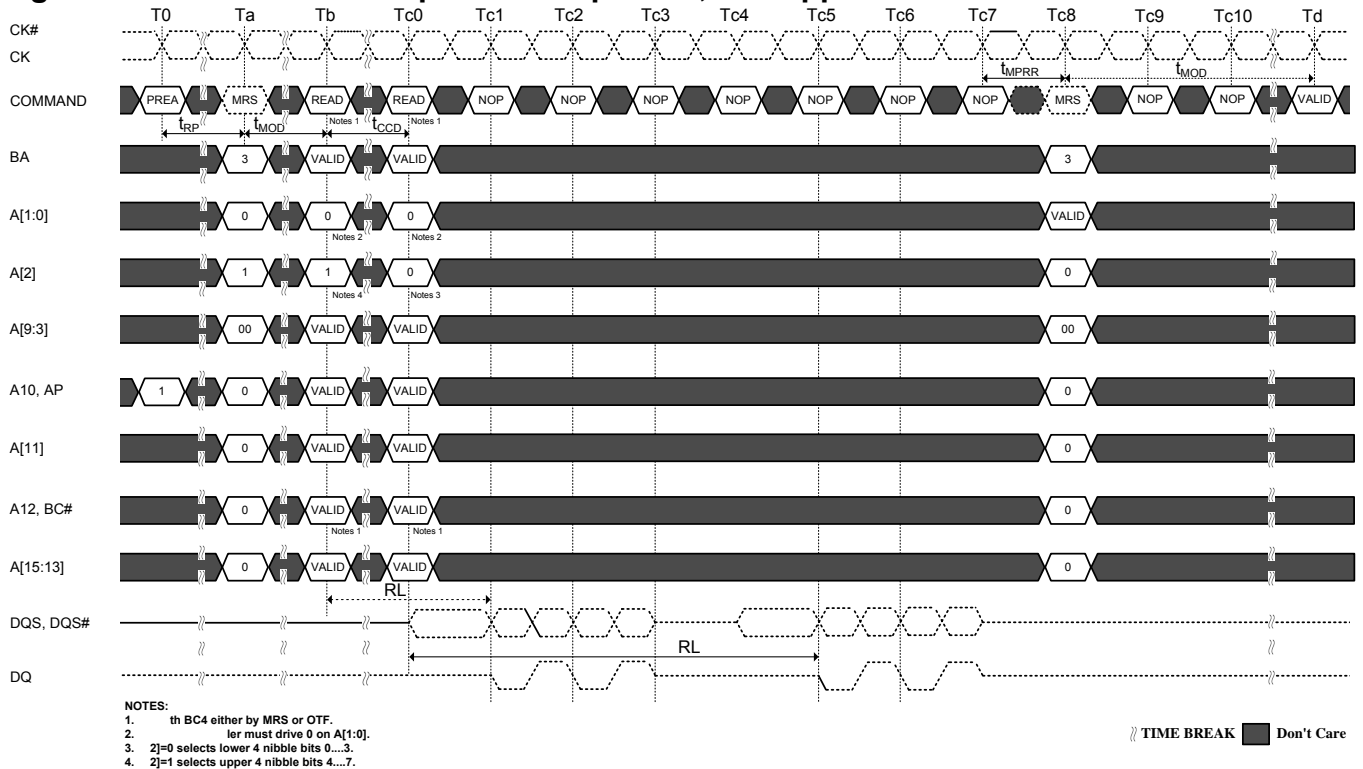 T0 Ta Tb Tc0 Tc1 Tc2 Tc3 Tc4 Tc5 Tc6 Tc7 Tc8 Tc9 Tc10 Td
CK#
CK
tMPRR tMOD
COMMAND PREA MRS READ READ NOP NOP NOP NOP NOP NOP NOP MRS NOP NOP VALID
Notes 1 Notes 1
tRP tMOD tCCD
BA 3 VALID VALID 3
A[1:0] 0 0 0 VALID
Notes 2 Notes 2
A[2] 1 1 0 0
Notes 4 Notes 3
A[9:3] 00 VALID VALID 00
A10, AP 1 0 VALID VALID 0
A[11] 0 VALID VALID 0
A12, BC# 0 VALID VALID 0
Notes 1 Notes 1
A[15:13] 0 VALID VALID 0
RL
DQS, DQS#
RL
DQ
NOTES:
1. th BC4 either by MRS or OTF.
2. ler must drive 0 on A[1:0].
3. 2]=0 selects lower 4 nibble bits 0....3.
4. 2]=1 selects upper 4 nibble bits 4....7.
TIME BREAK Don't Care